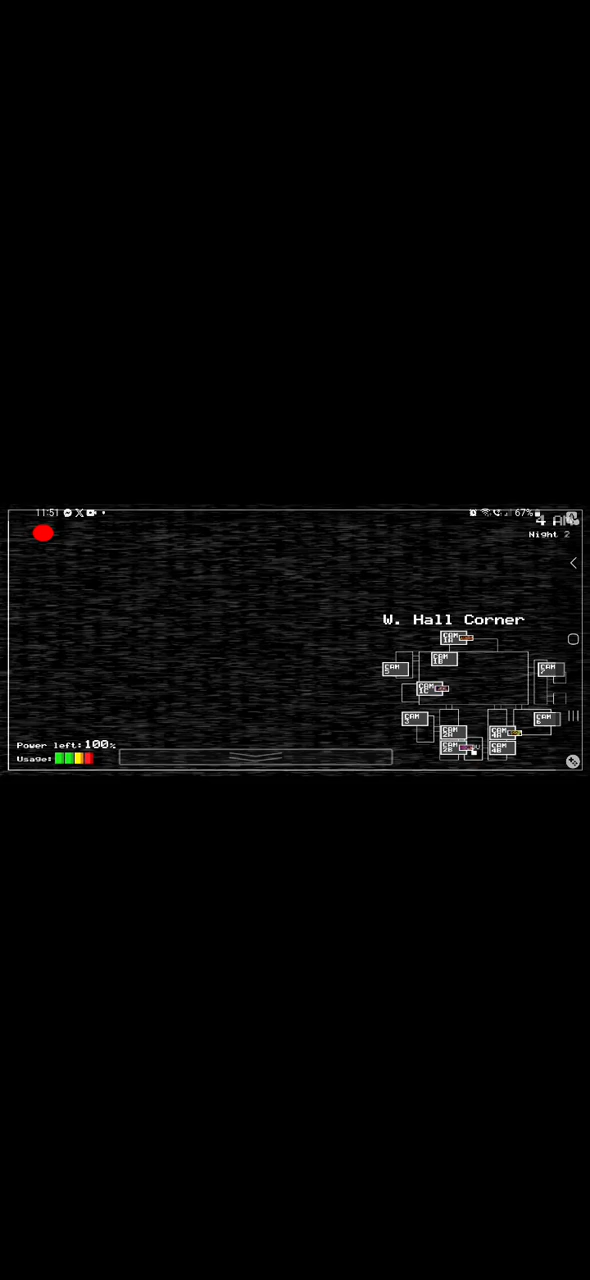 11:51
67%
4 AM
Night 2
W. Hall Corner
CAM 1A
CAM 1B
CAM 5
CAM 7
CAM 1C
CAM 3
CAM 6
CAM 2A
CAM 4A
CAM 2B
CAM 4B
Power left: 100%
Usage: